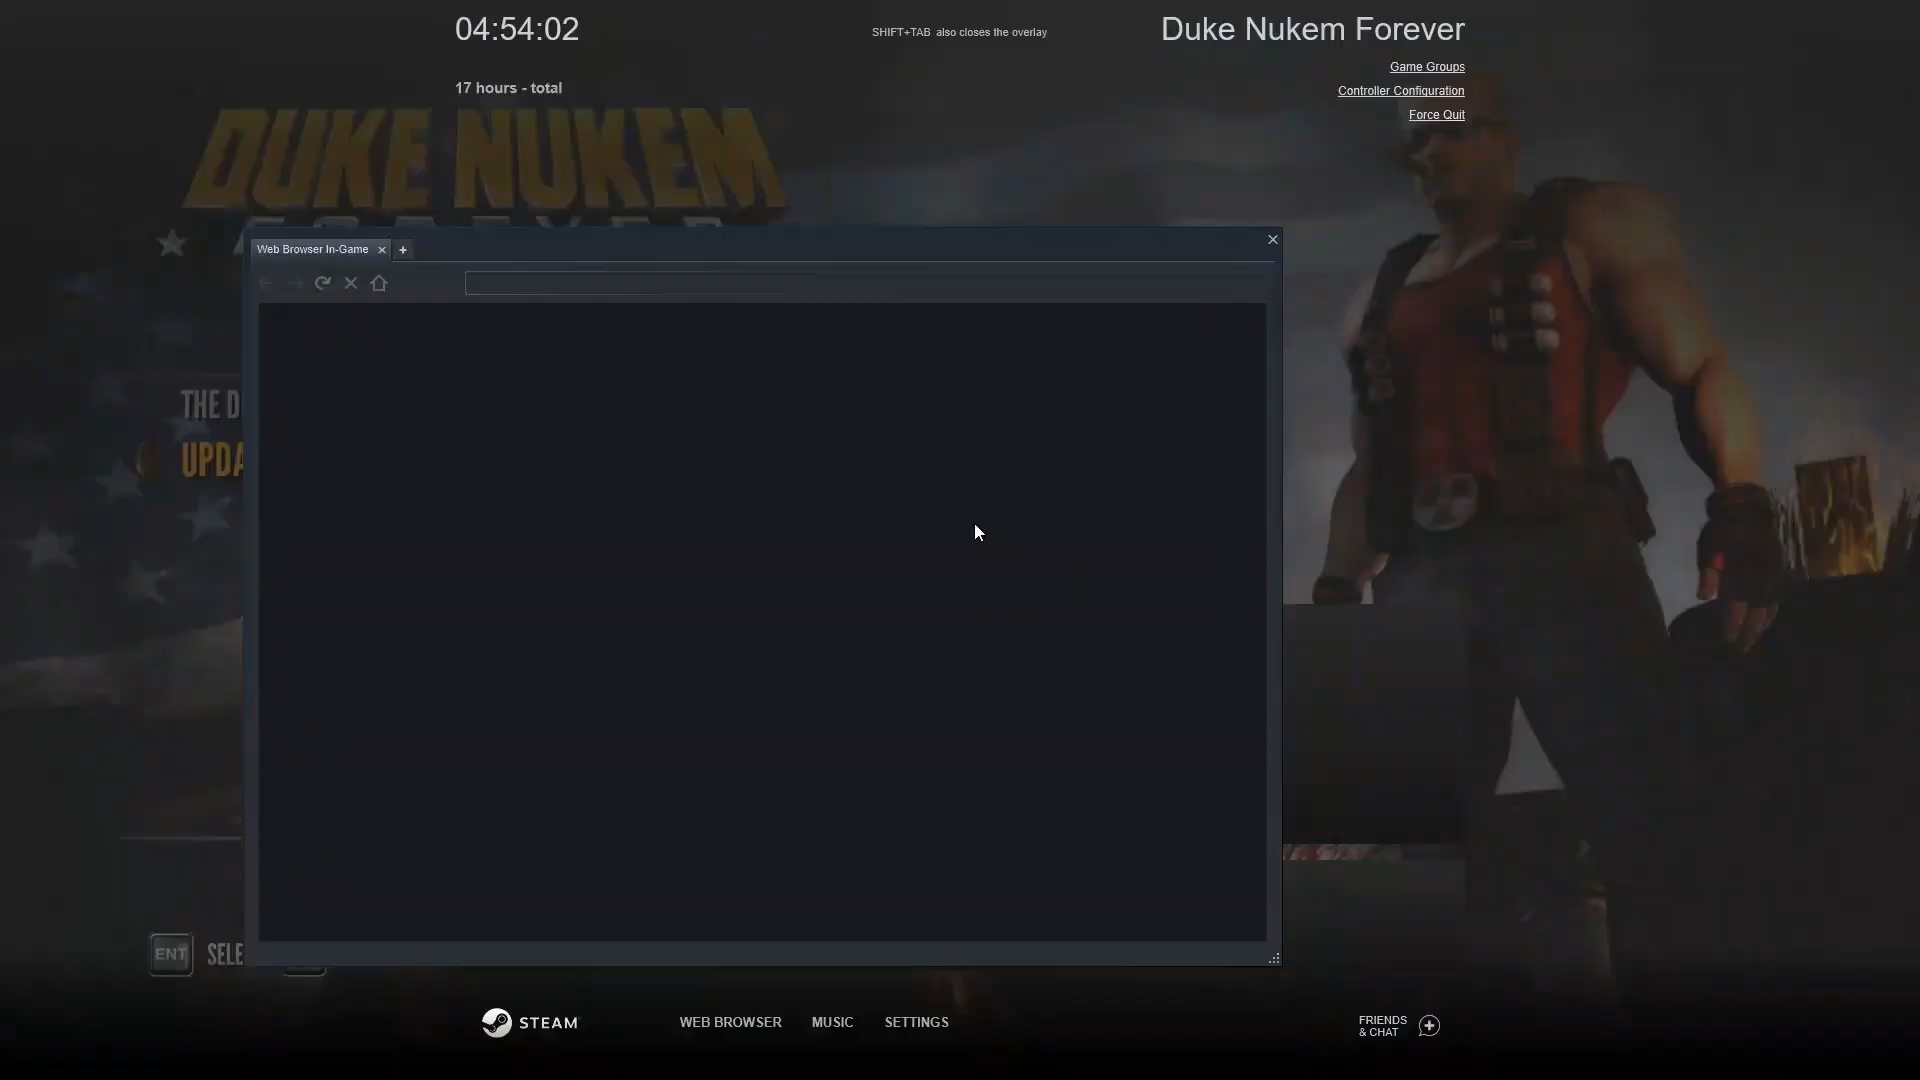 04:54:02
SHIFT+TAB also closes the overlay
Duke Nukem Forever
Game Groups
17 hours - total
Controller Configuration
Force Quit
DUKE NUKEM
Web Browser In-Game
THE D
UPDA
ENT SELE
STEAM
WEB BROWSER
MUSIC
SETTINGS
FRIENDS
& CHAT